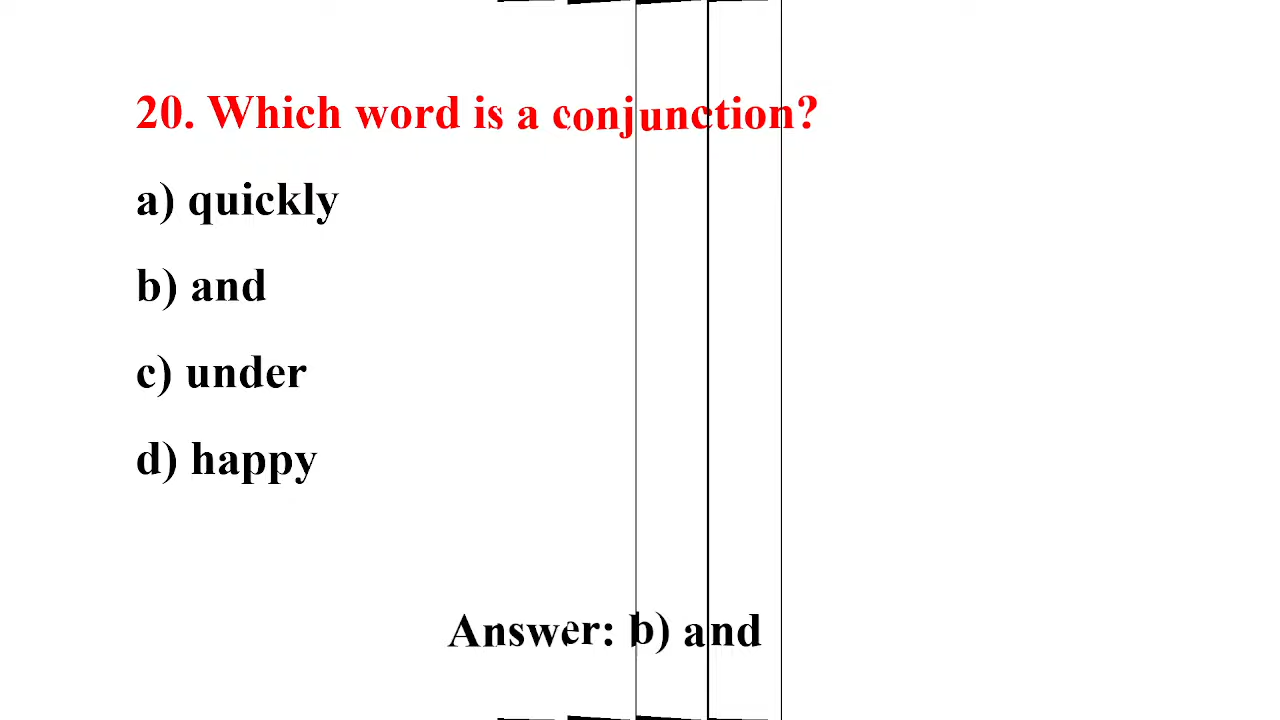 20. Which word is a conjunction?
a) quickly
b) and
c) under
d) happy
Answer: b) and